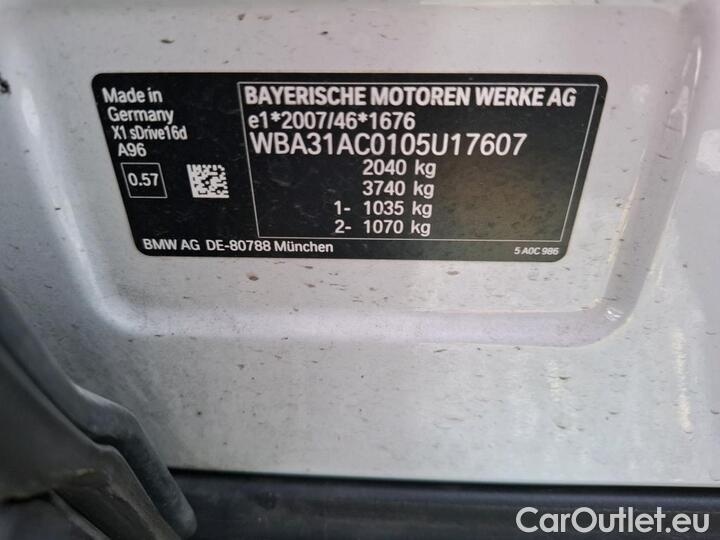 Made in
Germany
X1 sDrive16d
A96
0.57
BAYERISCHE MOTOREN WERKE AG
e1*2007/46*1676
WBA31AC0105U17607
2040 kg
3740 kg
1- 1035 kg
2- 1070 kg
BMW AG DE-80788 München
5 A0C 986
CarOutlet.eu